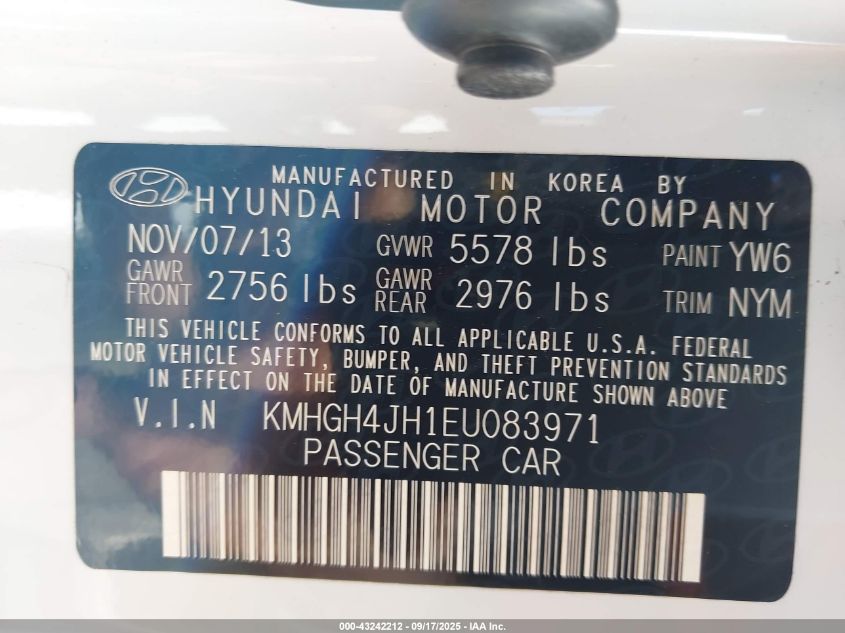 MANUFACTURED IN KOREA BY
HYUNDAI MOTOR COMPANY
NOV/07/13 GVWR 5578 lbs PAINT YW6
GAWR FRONT 2756 lbs GAWR REAR 2976 lbs TRIM NYM
THIS VEHICLE CONFORMS TO ALL APPLICABLE U.S.A. FEDERAL
MOTOR VEHICLE SAFETY, BUMPER, AND THEFT PREVENTION STANDARDS
IN EFFECT ON THE DATE OF MANUFACTURE SHOWN ABOVE
V.I.N KMHGH4JH1EU083971
PASSENGER CAR
000-43242212 - 09/17/2025 - IAA Inc.